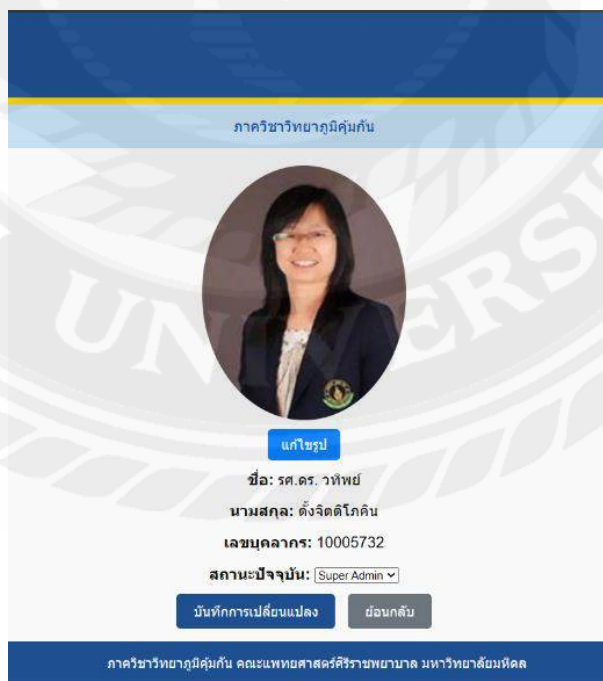 ภาควิชาวิทยาภูมิคุ้มกัน
แก้ไขรูป
ชื่อ: รศ.ดร. วทิพย์
นามสกุล: ตั้งจิตติโภคิน
เลขบุคลากร: 10005732
สถานะปัจจุบัน: Super Admin
บันทึกการเปลี่ยนแปลง ย้อนกลับ
ภาควิชาวิทยาภูมิคุ้มกัน คณะแพทยศาสตร์ศิริราชพยาบาล มหาวิทยาลัยมหิดล